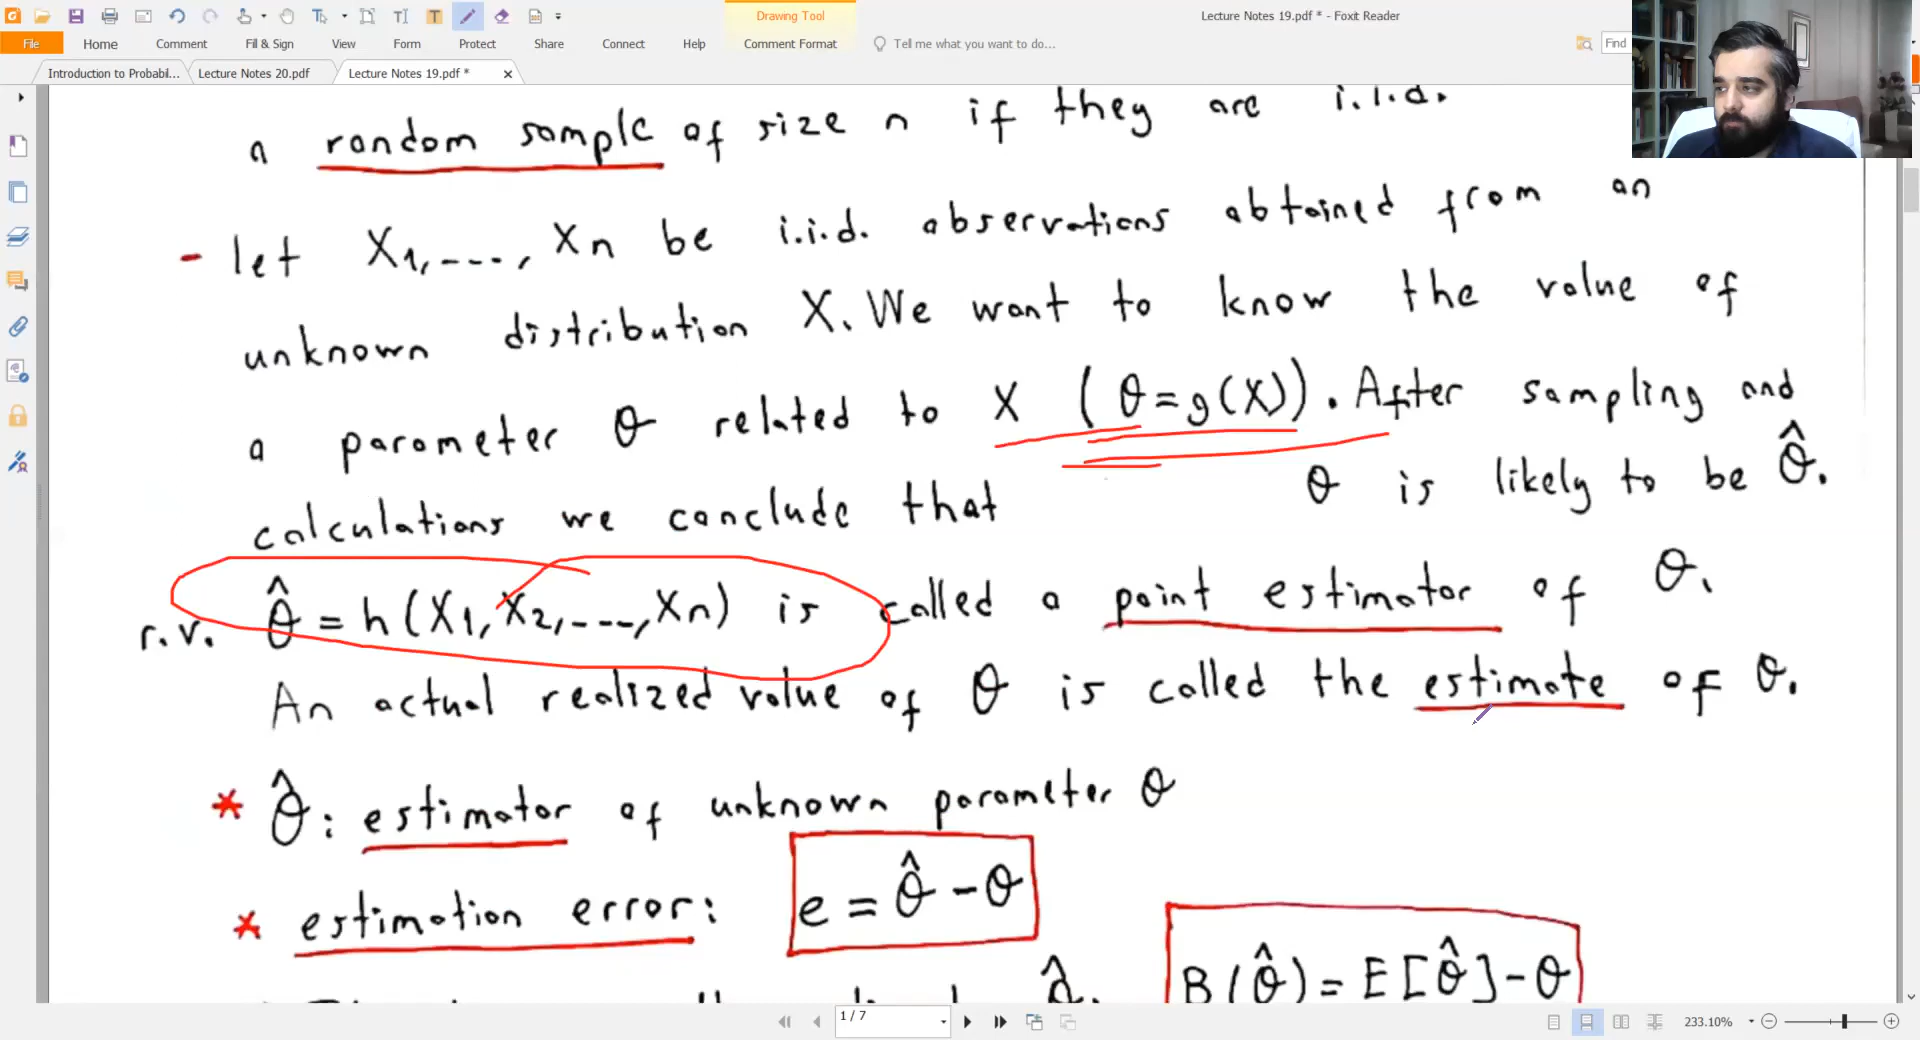 Drawing Tool
Lecture Notes 19.pdf * - Foxit Reader
File Home Comment Fill & Sign View Form Protect Share Connect Help Comment Format Tell me what you want to do... Find
Introduction to Probabil... Lecture Notes 20.pdf Lecture Notes 19.pdf *
a random sample of size n if they are i.i.d.
- let X1,----, Xn be i.i.d. observations obtained from an
unknown distribution X. We want to know the value of
a parameter θ related to X (θ=g(X)). After sampling and
calculations we conclude that θ is likely to be θ̂.
r.v. θ̂ = h(X1, X2,----, Xn) is called a point estimator of θ.
An actual realized value of θ is called the estimate of θ.
* θ̂: estimator of unknown parameter θ
* estimation error: e = θ̂ - θ
B(θ̂) = E[θ̂] - θ
1 / 7
233.10%